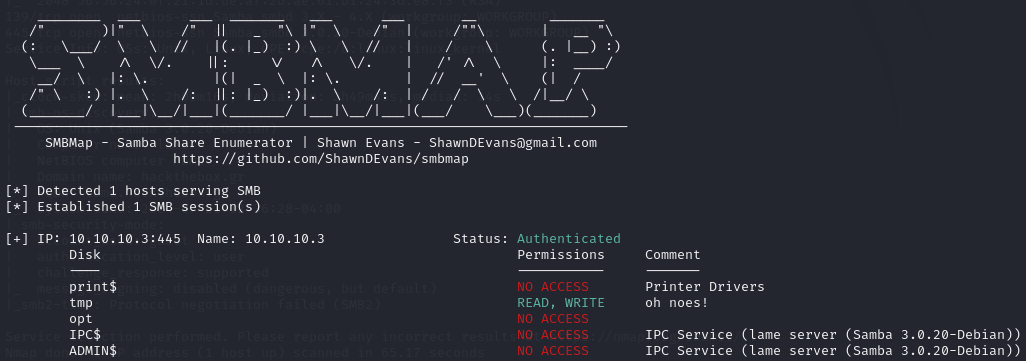 SMBMAP
SMBMap - Samba Share Enumerator | Shawn Evans - ShawnDEvans@gmail.com
https://github.com/ShawnDEvans/smbmap
[*] Detected 1 hosts serving SMB
[*] Established 1 SMB session(s)
[+] IP: 10.10.10.3:445 Name: 10.10.10.3 Status: Authenticated
Disk Permissions Comment
---- ----------- -------
print$ NO ACCESS Printer Drivers
tmp READ, WRITE oh noes!
opt NO ACCESS
IPC$ NO ACCESS IPC Service (lame server (Samba 3.0.20-Debian))
ADMIN$ NO ACCESS IPC Service (lame server (Samba 3.0.20-Debian))